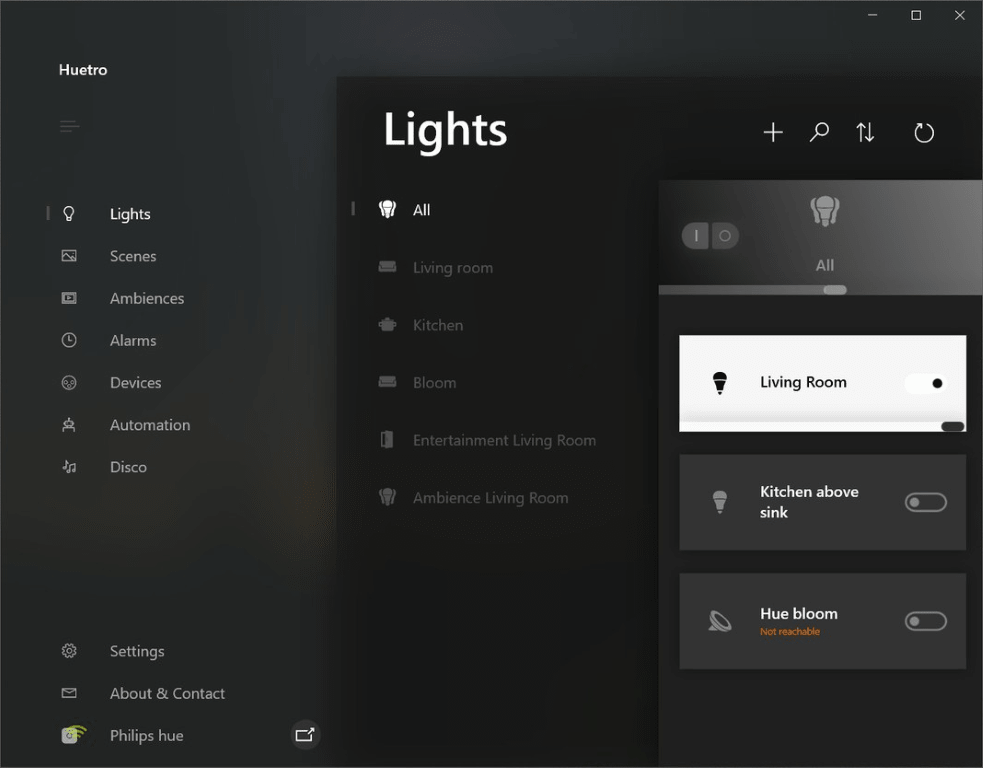 Huetro
Lights
Scenes
Ambiences
Alarms
Devices
Automation
Disco
Settings
About & Contact
Philips hue
Lights
All
Living room
Kitchen
Bloom
Entertainment Living Room
Ambience Living Room
All
Living Room
Kitchen above
sink
Hue bloom
Not reachable